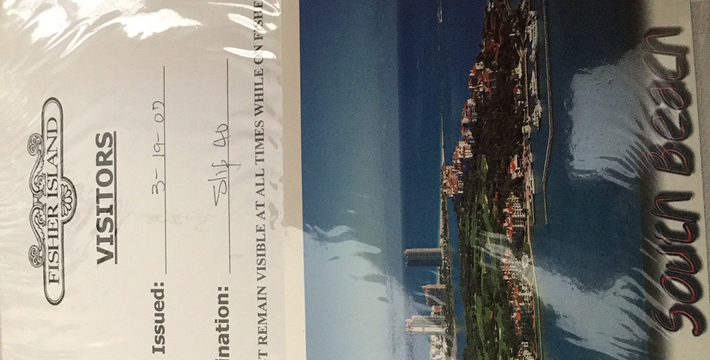 FISHER ISLAND
VISITORS
Issued: 3-19-07
ination: Slip 40
T REMAIN VISIBLE AT ALL TIMES WHILE ON FISHE
South Beach